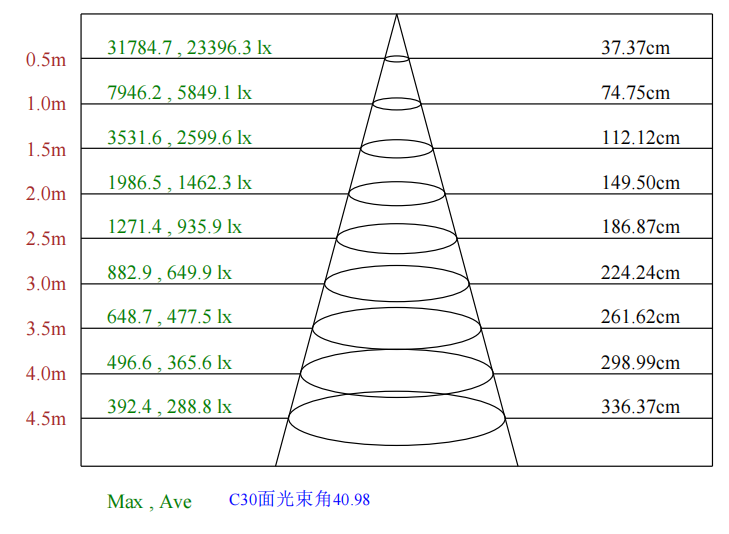 31784.7 , 23396.3 lx 37.37cm
0.5m
7946.2 , 5849.1 lx 74.75cm
1.0m
3531.6 , 2599.6 lx 112.12cm
1.5m
1986.5 , 1462.3 lx 149.50cm
2.0m
1271.4 , 935.9 lx 186.87cm
2.5m
882.9 , 649.9 lx 224.24cm
3.0m
648.7 , 477.5 lx 261.62cm
3.5m
496.6 , 365.6 lx 298.99cm
4.0m
392.4 , 288.8 lx 336.37cm
4.5m
Max , Ave C30面光束角40.98